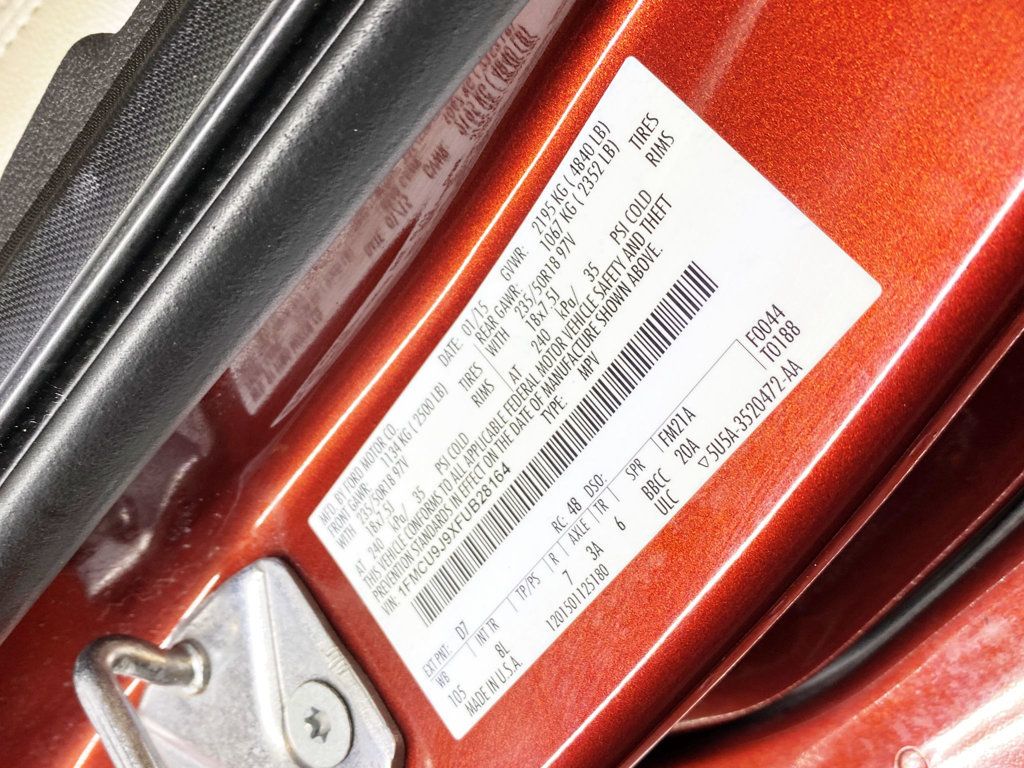 MFD. BY FORD MOTOR CO.
DATE: 01/15 GVWR: 2195 KG ( 4840 LB)
FRONT GAWR: 1134 KG ( 2500 LB) REAR GAWR: 1067 KG ( 2352 LB)
WITH 235/50R18 97V TIRES WITH 235/50R18 97V TIRES
18x7.5J RIMS 18x7.5J RIMS
AT 240 kPa/ 35 PSI COLD AT 240 kPa/ 35 PSI COLD
THIS VEHICLE CONFORMS TO ALL APPLICABLE FEDERAL MOTOR VEHICLE SAFETY AND THEFT
PREVENTION STANDARDS IN EFFECT ON THE DATE OF MANUFACTURE SHOWN ABOVE.
VIN: 1FMCU9J9XFUB28164 TYPE: MPV
F0044
T0188
EXT PNT: D7 RC: 48 DSO: FM21A
WB INT TR TP/PS R AXLE TR SPR 20A
105 8L 7 3A 6 BBCC
MADE IN U.S.A. 1201501125180 ULC ▽5U5A-3520472-AA